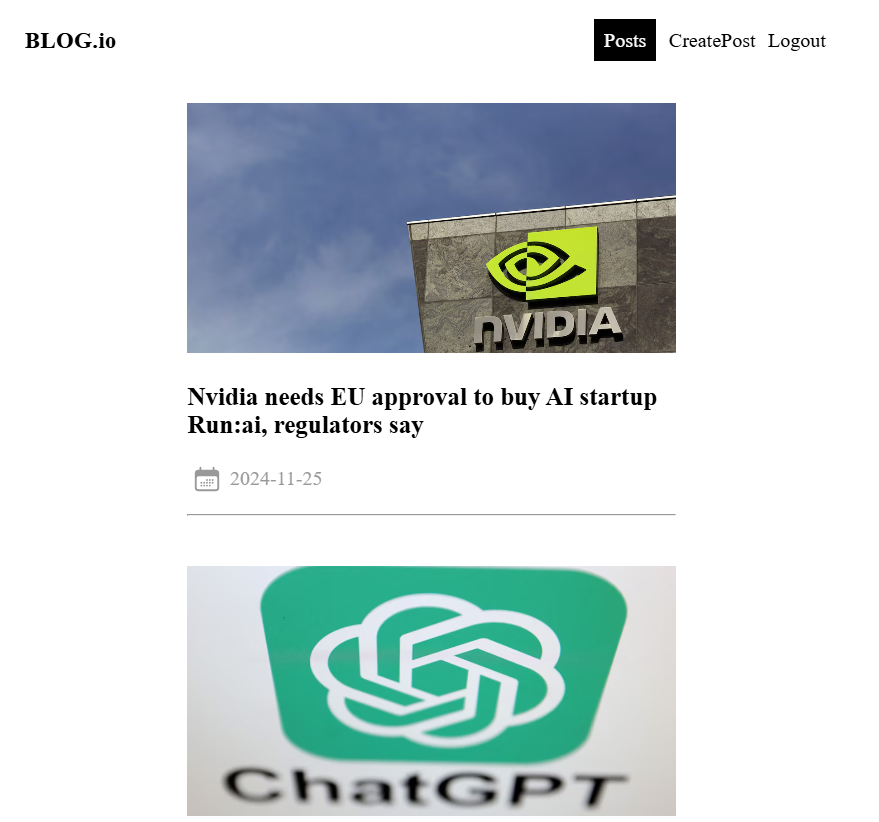 BLOG.io
Posts CreatePost Logout
nVIDIA
Nvidia needs EU approval to buy AI startup
Run:ai, regulators say
2024-11-25
ChatGPT